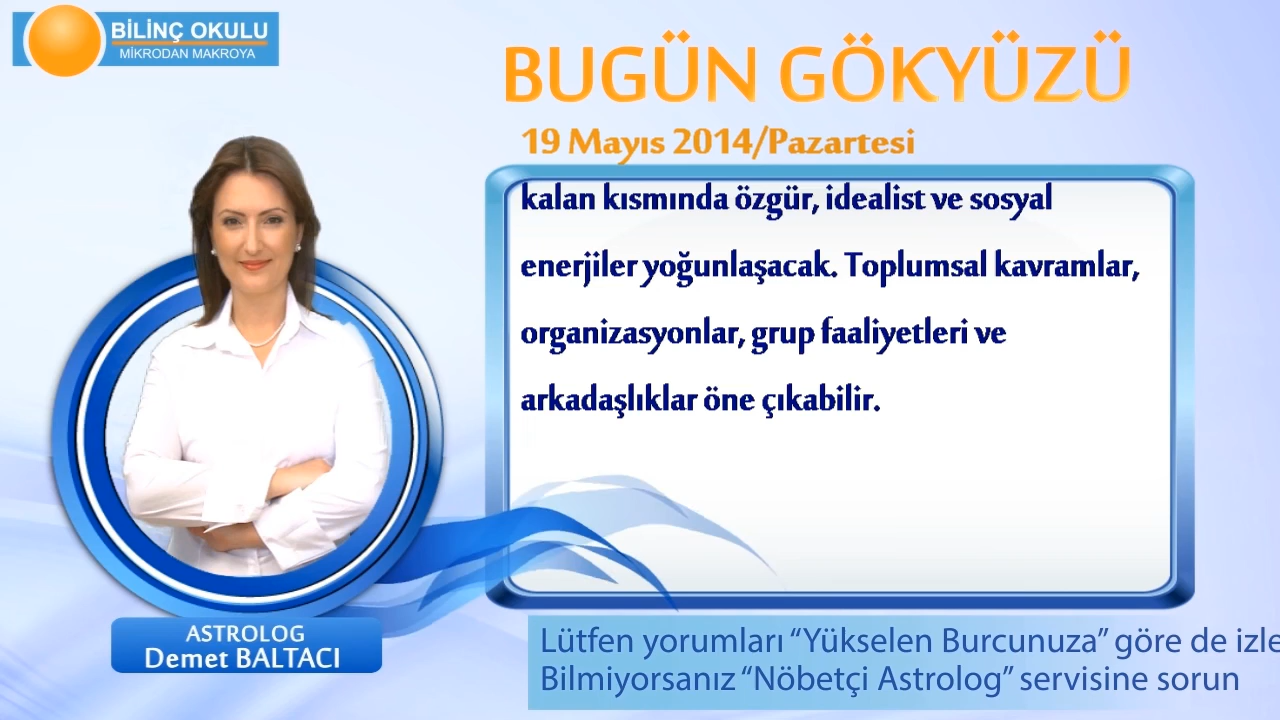 BİLİNÇ OKULU
MİKRODAN MAKROYA
BUGÜN GÖKYÜZÜ
19 Mayıs 2014/Pazartesi
kalan kısmında özgür, idealist ve sosyal
enerjiler yoğunlaşacak. Toplumsal kavramlar,
organizasyonlar, grup faaliyetleri ve
arkadaşlıklar öne çıkabilir.
ASTROLOG
Demet BALTACI
Lütfen yorumları “Yükselen Burcunuza” göre de izle
Bilmiyorsanız “Nöbetçi Astrolog” servisine sorun